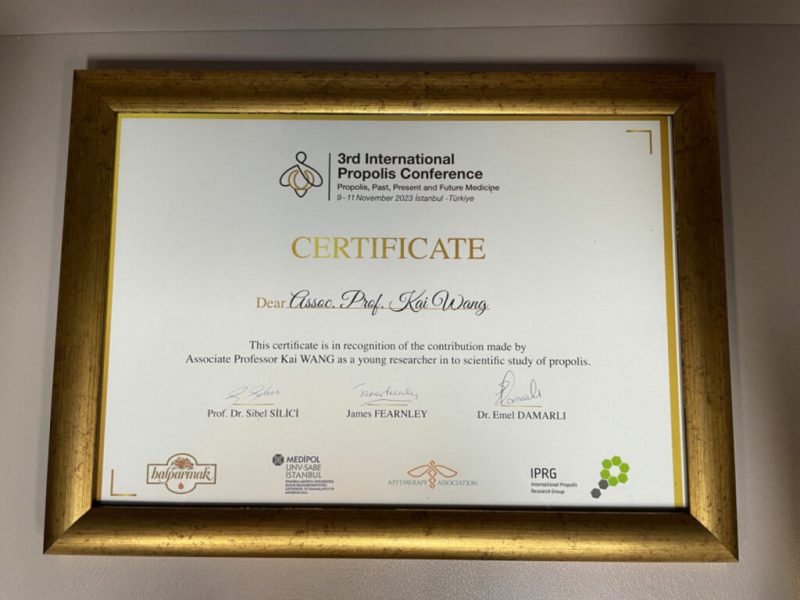 3rd International
Propolis Conference
Propolis, Past, Present and Future Medicine
9 - 11 November 2023 İstanbul -Türkiye
CERTIFICATE
Dear Assoc. Prof. Kai Wang
This certificate is in recognition of the contribution made by
Associate Professor Kai WANG as a young researcher in to scientific study of propolis.
Prof. Dr. Sibel SİLİCİ
James FEARNLEY
Dr. Emel DAMARLI
balparmak
MEDİPOL
UNV-SABE
İSTANBUL
APITHERAPY ASSOCIATION
IPRG
International Propolis
Research Group